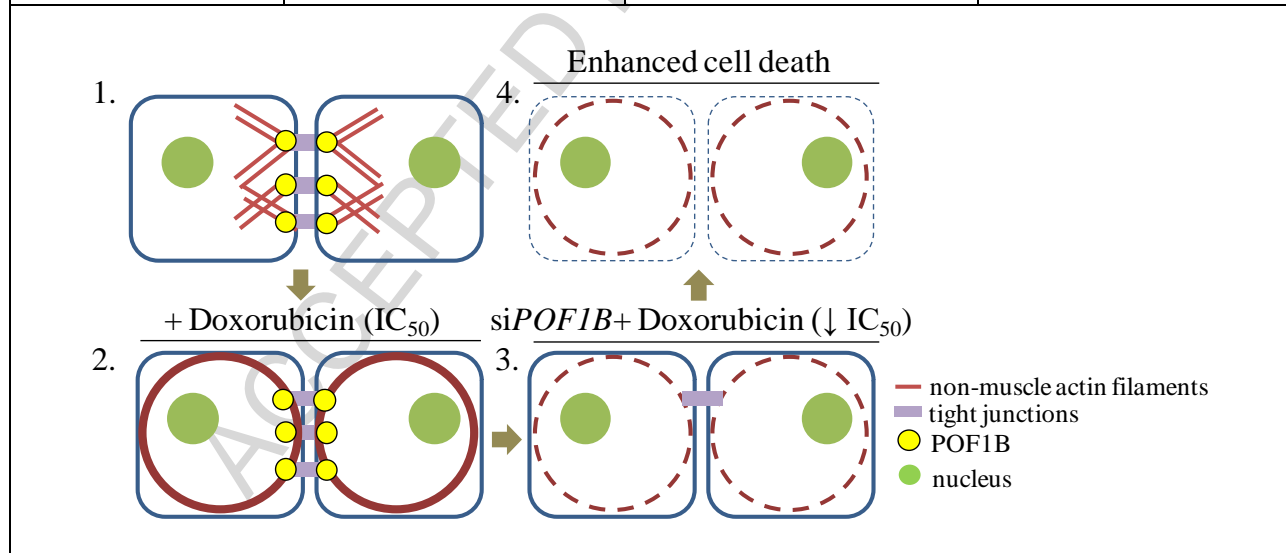 1.
4.
Enhanced cell death
+ Doxorubicin (IC50)
siPOF1B+ Doxorubicin (↓ IC50)
2.
3.
non-muscle actin filaments
tight junctions
POF1B
nucleus
ACCEPTED